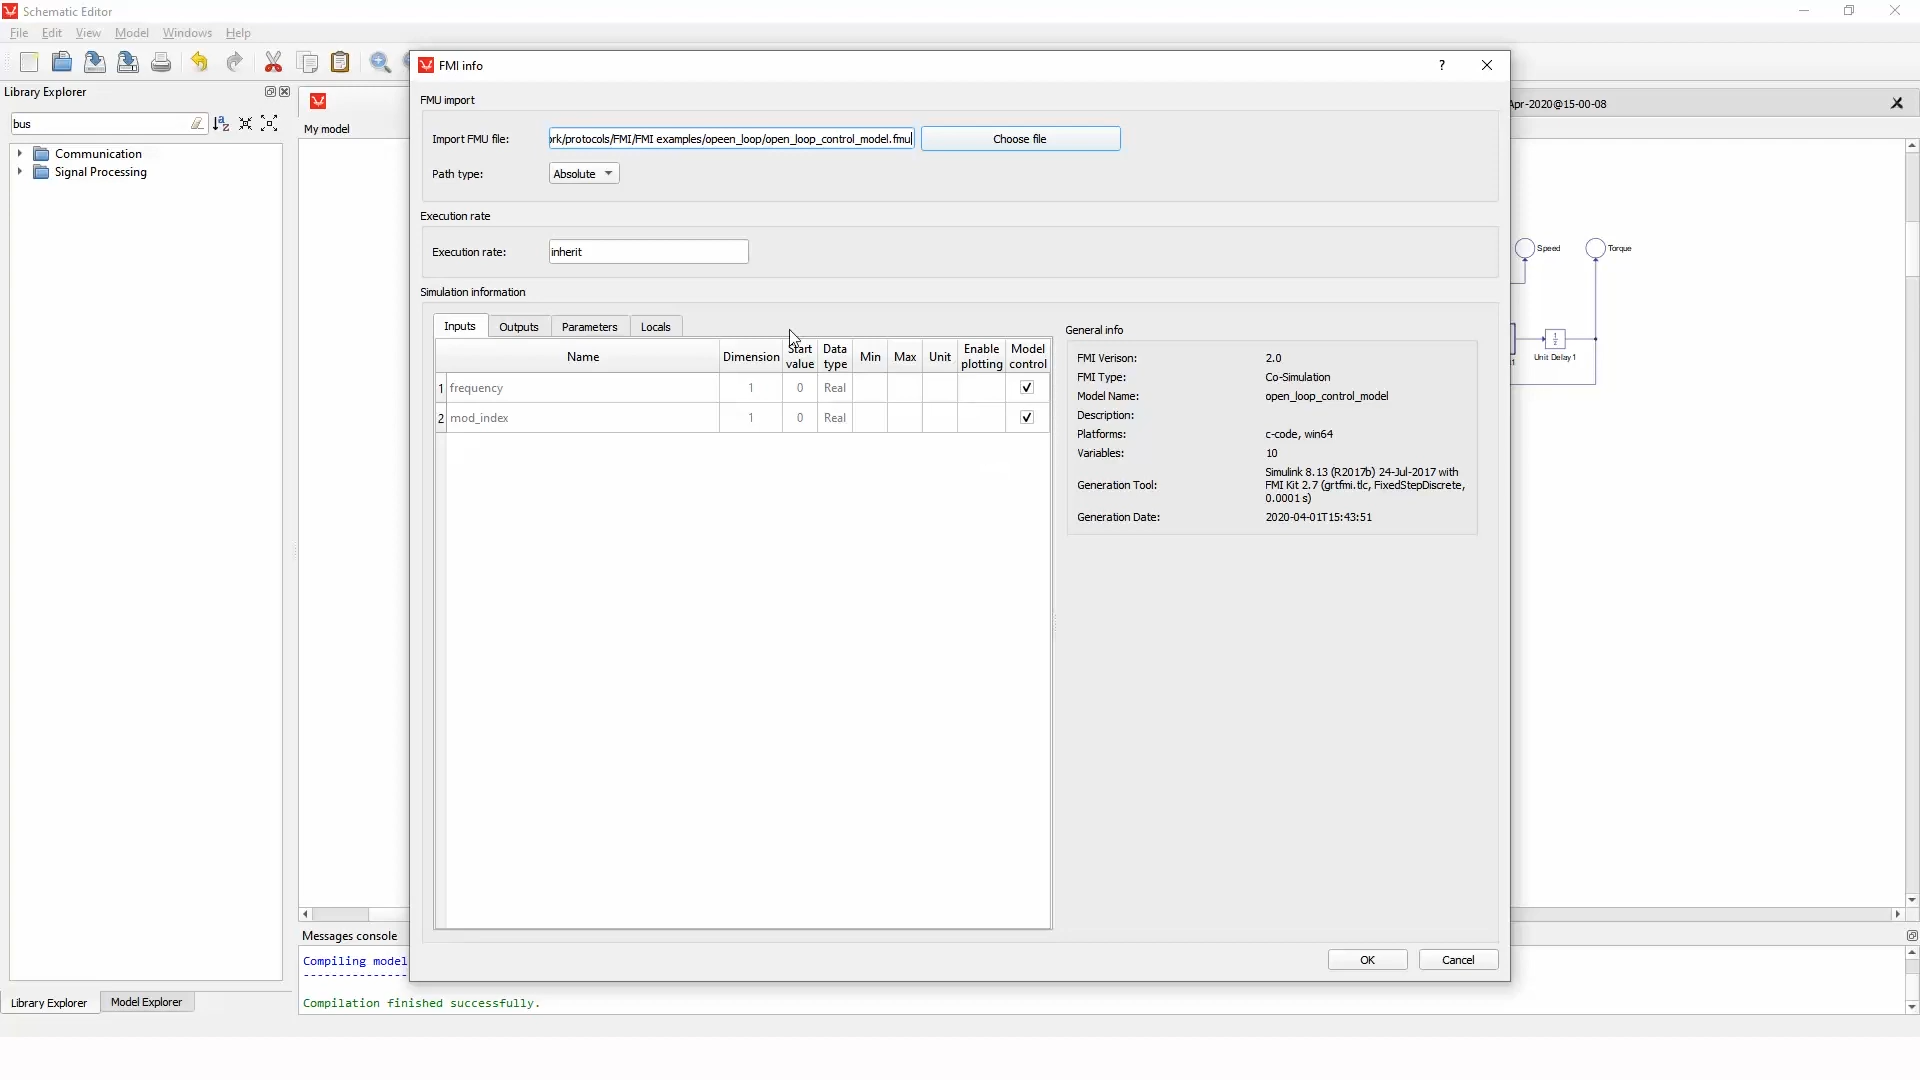 Schematic Editor
File Edit View Model Windows Help
Library Explorer
bus
Communication
Signal Processing
My model
FMI info
?
FMU import
Import FMU file: ork/protocols/FMI/FMI examples/opeen_loop/open_loop_control_model.fmu Choose file
Path type: Absolute
Execution rate
Execution rate: inherit
Simulation information
Inputs Outputs Parameters Locals
Name Dimension Start value Data type Min Max Unit Enable plotting Model control
1 frequency 1 0 Real
2 mod_index 1 0 Real
General info
FMI Verison: 2.0
FMI Type: Co-Simulation
Model Name: open_loop_control_model
Description:
Platforms: c-code, win64
Variables: 10
Generation Tool: Simulink 8.13 (R2017b) 24-Jul-2017 with
FMI Kit 2.7 (grtfmi.tlc, FixedStepDiscrete,
0.0001 s)
Generation Date: 2020-04-01T15:43:51
OK Cancel
Apr-2020@15-00-08
Speed Torque
Unit Delay1
Messages console
Compiling model
---------------
Compilation finished successfully.
Library Explorer Model Explorer